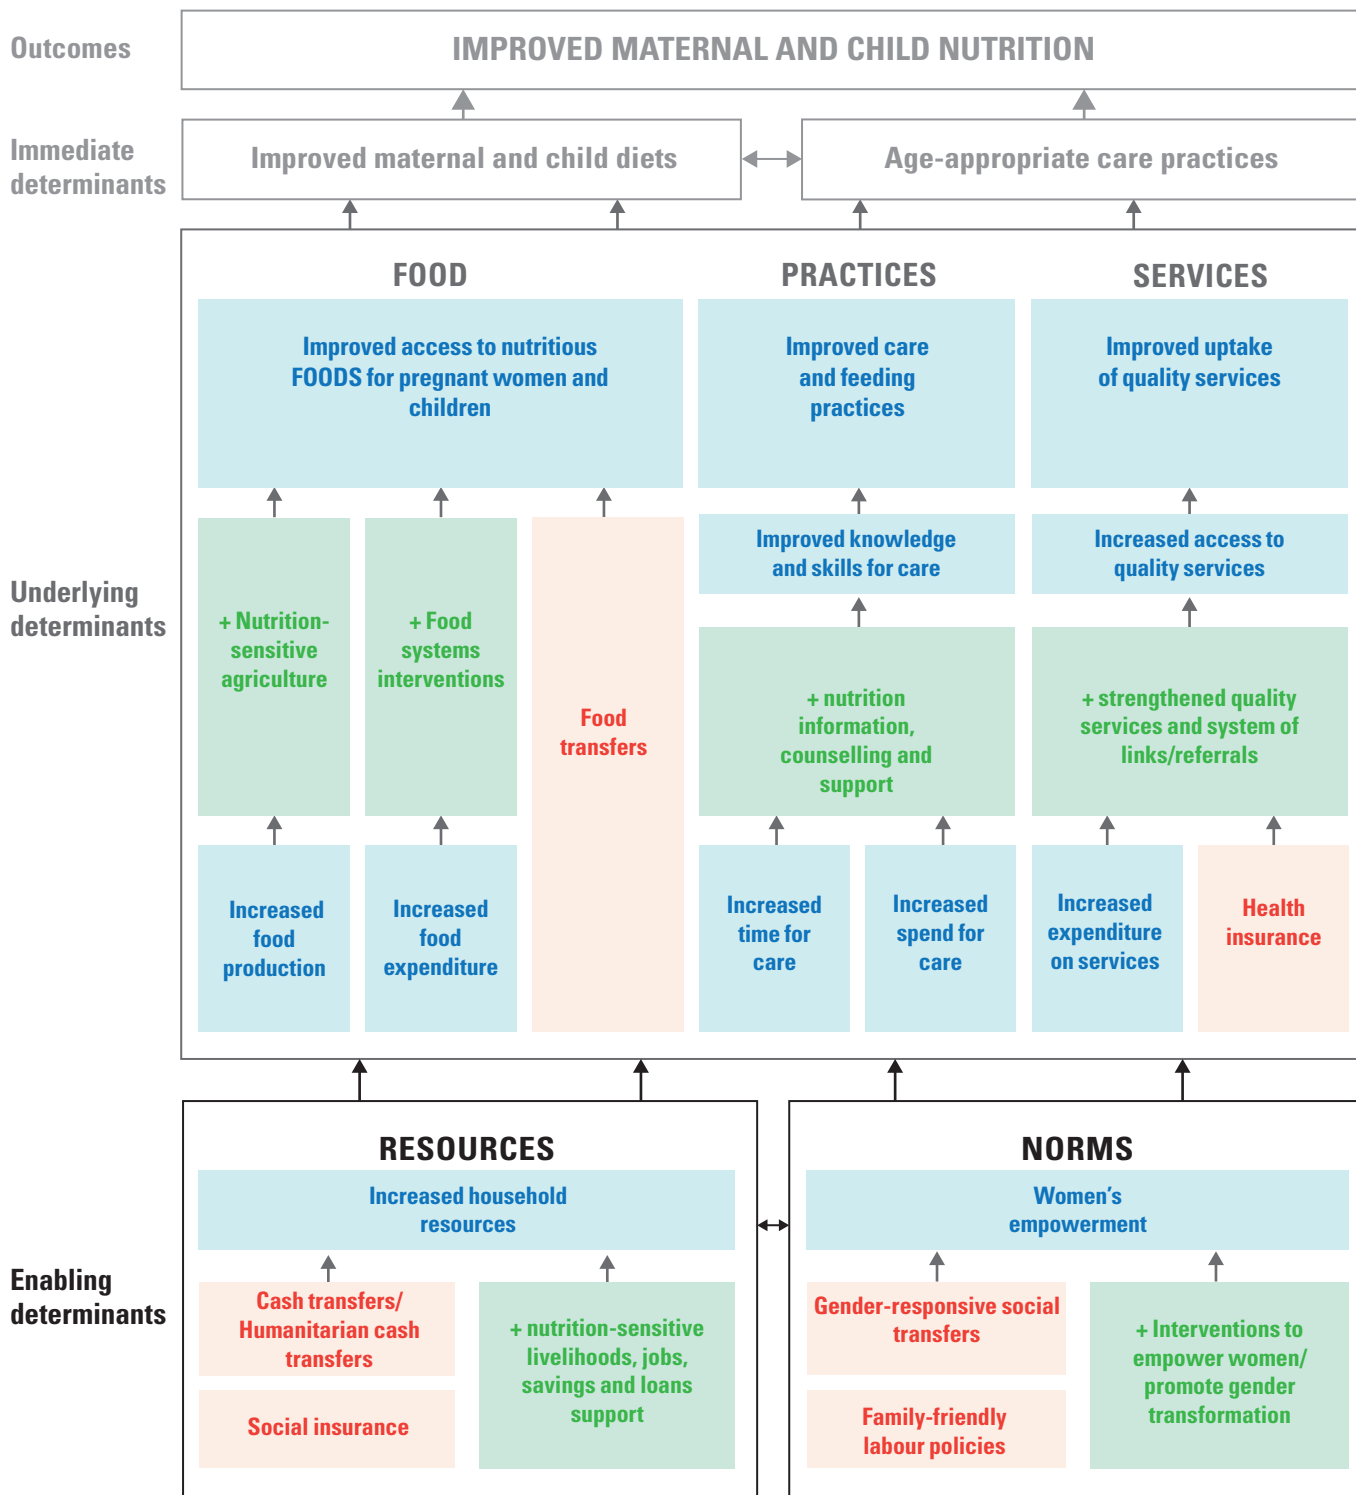 Outcomes
IMPROVED MATERNAL AND CHILD NUTRITION
Immediate
determinants
Improved maternal and child diets
Age-appropriate care practices
Underlying
determinants
FOOD
Improved access to nutritious
FOODS for pregnant women and
children
+ Nutrition-
sensitive
agriculture
+ Food
systems
interventions
Food
transfers
Increased
food
production
Increased
food
expenditure
PRACTICES
Improved care
and feeding
practices
Improved knowledge
and skills for care
+ nutrition
information,
counselling and
support
Increased
time for
care
Increased
spend for
care
SERVICES
Improved uptake
of quality services
Increased access to
quality services
+ strengthened quality
services and system of
links/referrals
Increased
expenditure
on services
Health
insurance
Enabling
determinants
RESOURCES
Increased household
resources
Cash transfers/
Humanitarian cash
transfers
Social insurance
+ nutrition-sensitive
livelihoods, jobs,
savings and loans
support
NORMS
Women's
empowerment
Gender-responsive social
transfers
Family-friendly
labour policies
+ Interventions to
empower women/
promote gender
transformation